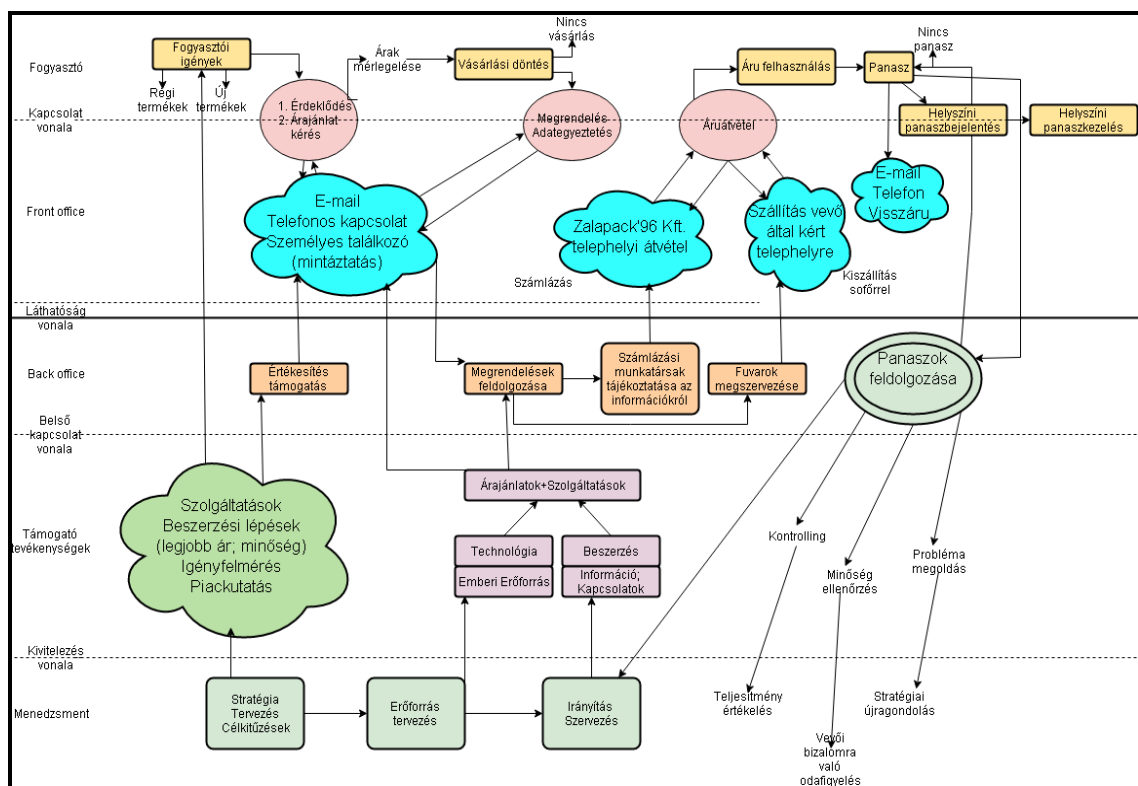 Fogyasztó
Fogyasztói
igények
Régi
termékek
Új
termékek
Árak
mérlegelése
Vásárlási döntés
Nincs
vásárlás
Áru felhasználás
Panasz
Nincs
panasz
Kapcsolat
vonala
1. Érdeklődés
2. Árajánlat
kérés
Megrendelés
Adategyeztetés
Áruátvétel
Helyszíni
panaszbejelentés
Helyszíni
panaszkezelés
Front office
E-mail
Telefonos kapcsolat
Személyes találkozó
(mintáztatás)
Zalapack'96 Kft.
telephelyi átvétel
Szállítás vevő
által kért
telephelyre
E-mail
Telefon
Visszáru
Számlázás
Kiszállítás
sofőrrel
Láthatóság
vonala
Back office
Értékesítés
támogatás
Megrendelések
feldolgozása
Számlázási
munkatársak
tájékoztatása az
információkról
Fuvarok
megszervezése
Panaszok
feldolgozása
Belső
kapcsolat
vonala
Támogató
tevékenységek
Szolgáltatások
Beszerzési lépések
(legjobb ár; minőség)
Igényfelmérés
Piackutatás
Árajánlatok+Szolgáltatások
Technológia
Emberi Erőforrás
Beszerzés
Információ;
Kapcsolatok
Kontrolling
Minőség
ellenőrzés
Probléma
megoldás
Kivitelezés
vonala
Menedzsment
Stratégia
Tervezés
Célkitűzések
Erőforrás
tervezés
Irányítás
Szervezés
Teljesítmény
értékelés
Vevői
bizalomra
való
odafigyelés
Stratégiai
újragondolás